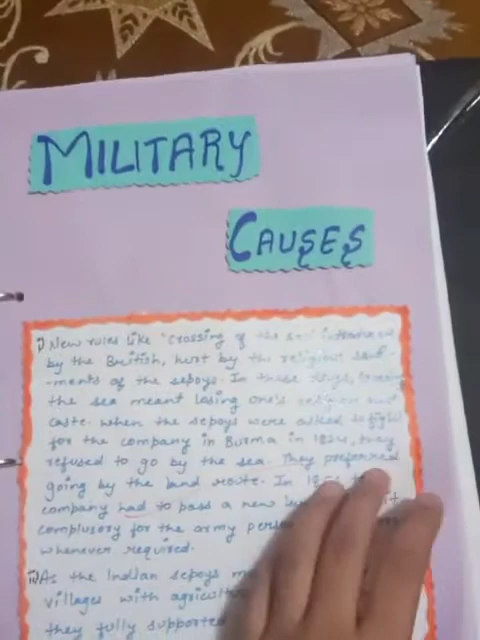 MILITARY
CAUSES
i) New rules like "crossing of the sea" introduced
by the British, hurt by the religious senti-
-ments of the sepoys. In these days, crossing
the sea meant losing one's religion and
caste. When the sepoys were asked to fight
for the company in Burma in 1824, they
refused to go by the sea. They preferred
going by the land route. In
company had to pass a new
complusory for the army
whenever required.
ii) As the Indian sepoys
villages with
they fully supported